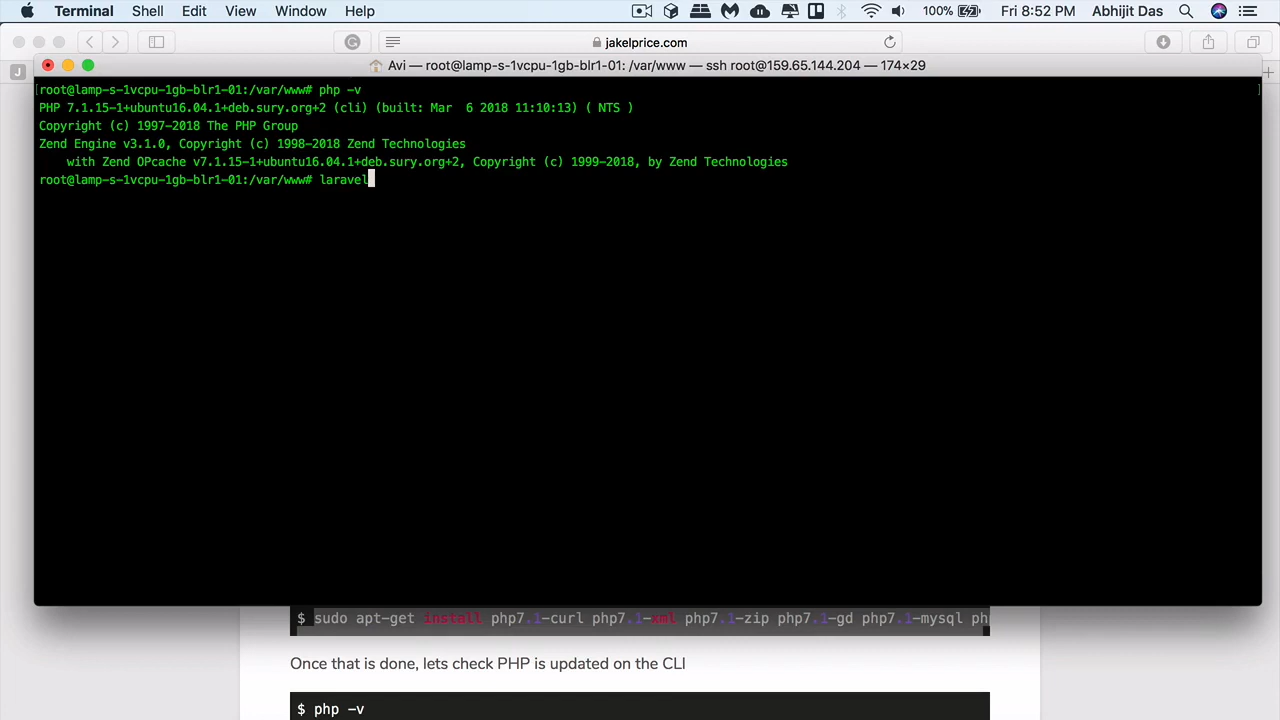 Terminal Shell Edit View Window Help 100% Fri 8:52 PM Abhijit Das
jakelprice.com
J
Avi — root@lamp-s-1vcpu-1gb-blr1-01: /var/www — ssh root@159.65.144.204 — 174×29
[root@lamp-s-1vcpu-1gb-blr1-01:/var/www# php -v ]
PHP 7.1.15-1+ubuntu16.04.1+deb.sury.org+2 (cli) (built: Mar  6 2018 11:10:13) ( NTS )
Copyright (c) 1997-2018 The PHP Group
Zend Engine v3.1.0, Copyright (c) 1998-2018 Zend Technologies
    with Zend OPcache v7.1.15-1+ubuntu16.04.1+deb.sury.org+2, Copyright (c) 1999-2018, by Zend Technologies
root@lamp-s-1vcpu-1gb-blr1-01:/var/www# laravel
$ sudo apt-get install php7.1-curl php7.1-xml php7.1-zip php7.1-gd php7.1-mysql ph
Once that is done, lets check PHP is updated on the CLI
$ php -v